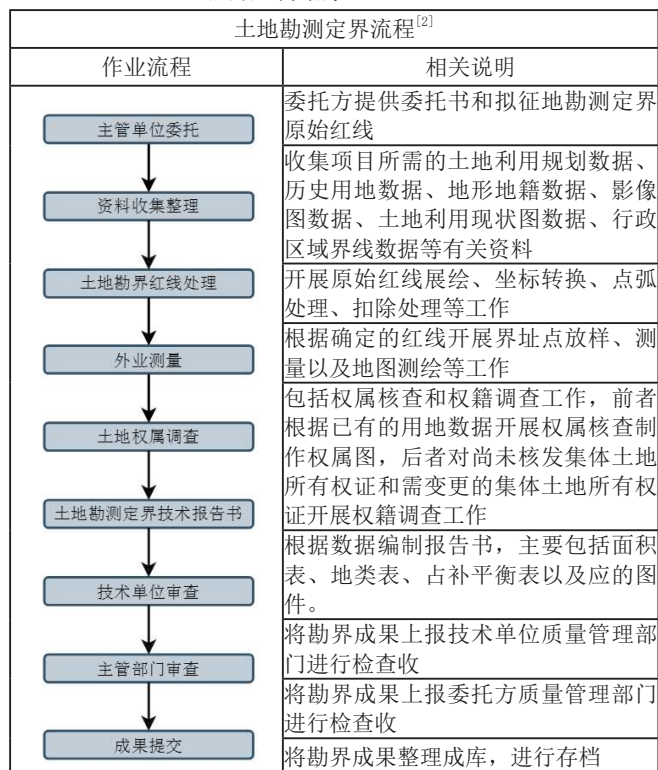 土地勘测定界流程[2]
作业流程
相关说明
主管单位委托
委托方提供委托书和拟征地勘测定界
原始红线
资料收集整理
收集项目所需的土地利用规划数据、
历史用地数据、地形地籍数据、影像
图数据、土地利用现状图数据、行政
区域界线数据等有关资料
土地勘界红线处理
开展原始红线展绘、坐标转换、点弧
处理、扣除处理等工作
外业测量
根据确定的红线开展界址点放样、测
量以及地图测绘等工作
土地权属调查
包括权属核查和权籍调查工作，前者
根据已有的用地数据开展权属核查制
作权属图，后者对尚未核发集体土地
所有权证和需变更的集体土地所有权
证开展权籍调查工作
土地勘测定界技术报告书
根据数据编制报告书，主要包括面积
表、地类表、占补平衡表以及应的图
件。
技术单位审查
将勘界成果上报技术单位质量管理部
门进行检查收
主管部门审查
将勘界成果上报委托方质量管理部门
进行检查收
成果提交
将勘界成果整理成库，进行存档